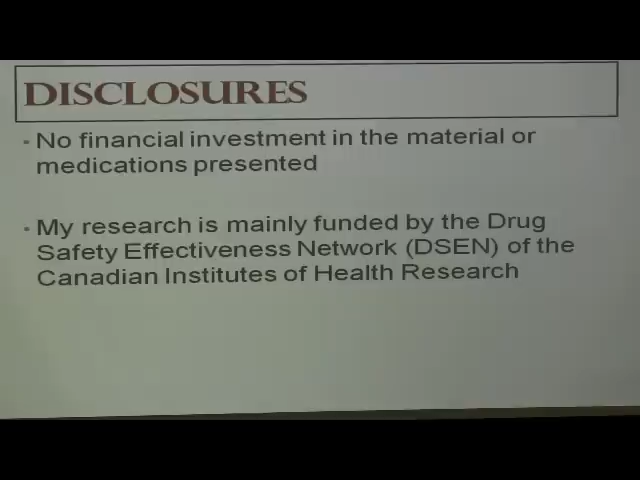 DISCLOSURES
- No financial investment in the material or
medications presented
- My research is mainly funded by the Drug
Safety Effectiveness Network (DSEN) of the
Canadian Institutes of Health Research